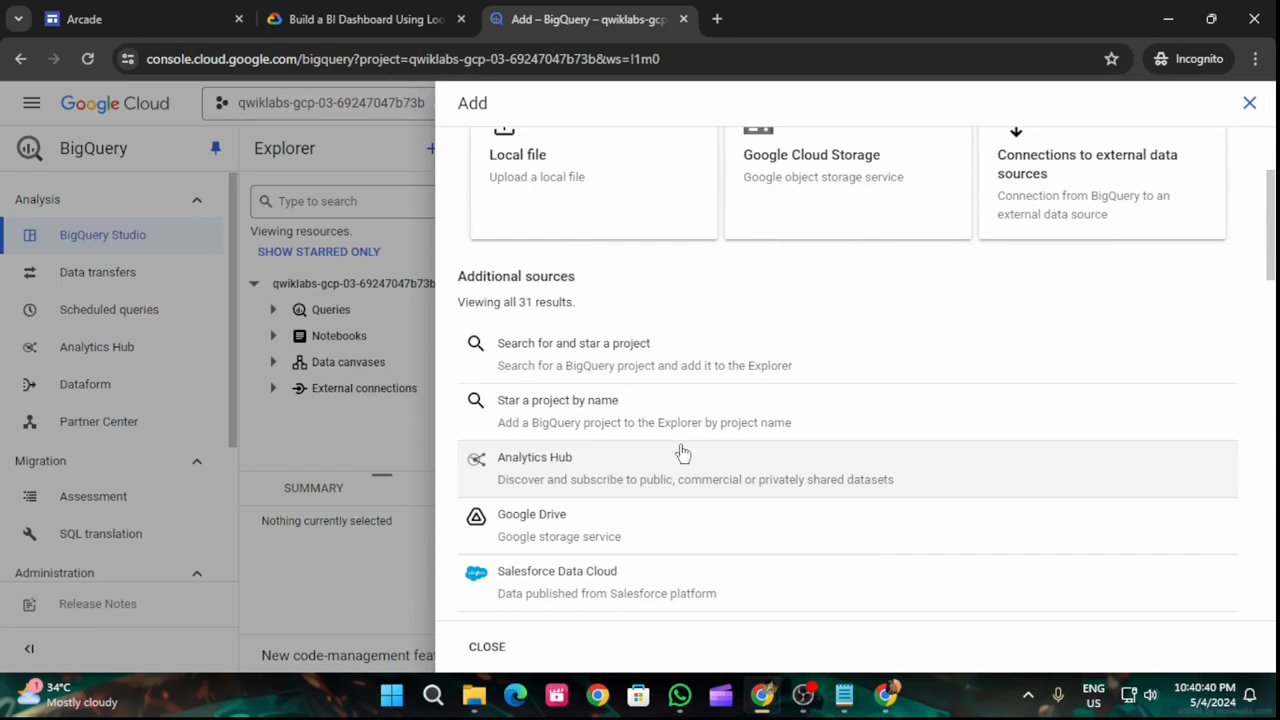 Arcade
Build a BI Dashboard Using Loo
Add – BigQuery – qwiklabs-gcp
console.cloud.google.com/bigquery?project=qwiklabs-gcp-03-69247047b73b&ws=!1m0
Incognito
Google Cloud
qwiklabs-gcp-03-69247047b73b
Add
BigQuery
Explorer
Analysis
BigQuery Studio
Data transfers
Scheduled queries
Analytics Hub
Dataform
Partner Center
Migration
Assessment
SQL translation
Administration
Release Notes
Type to search
Viewing resources.
SHOW STARRED ONLY
qwiklabs-gcp-03-69247047b73b
Queries
Notebooks
Data canvases
External connections
SUMMARY
Nothing currently selected
New code-management feat
Local file
Upload a local file
Google Cloud Storage
Google object storage service
Connections to external data
sources
Connection from BigQuery to an
external data source
Additional sources
Viewing all 31 results.
Search for and star a project
Search for a BigQuery project and add it to the Explorer
Star a project by name
Add a BigQuery project to the Explorer by project name
Analytics Hub
Discover and subscribe to public, commercial or privately shared datasets
Google Drive
Google storage service
Salesforce Data Cloud
Data published from Salesforce platform
CLOSE
1
34°C
Mostly cloudy
ENG
US
10:40:40 PM
5/4/2024